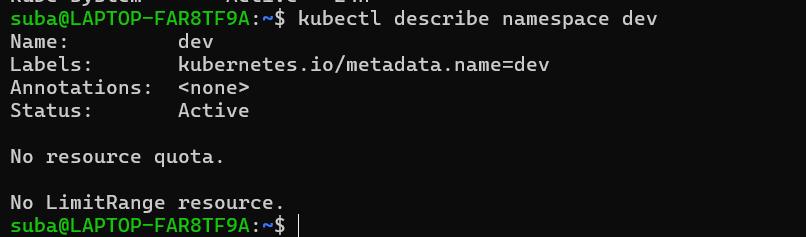 suba@LAPTOP-FAR8TF9A:~$ kubectl describe namespace dev
Name:         dev
Labels:       kubernetes.io/metadata.name=dev
Annotations:  <none>
Status:       Active
No resource quota.
No LimitRange resource.
suba@LAPTOP-FAR8TF9A:~$